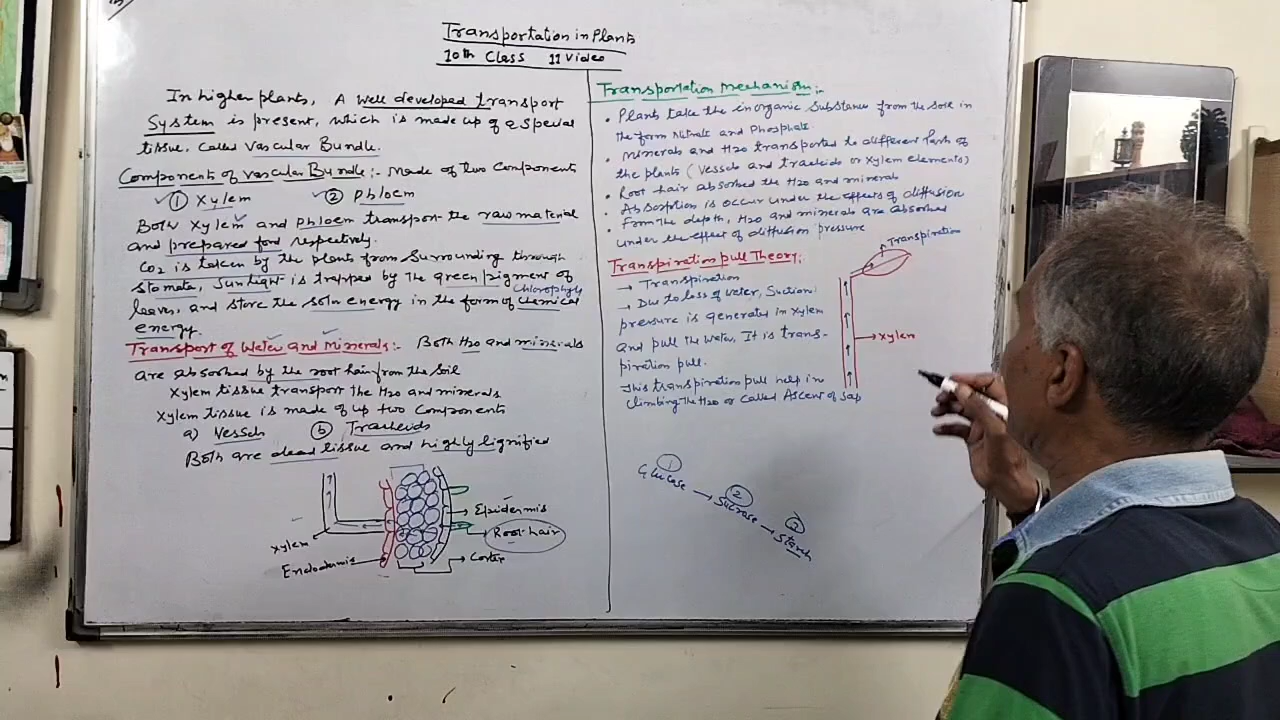 Transportation in Plants
10th Class 11 Video
In higher plants, A well developed transport
System is present, which is made up of a special
tissue, Called Vascular Bundle.
Components of Vascular Bundle:- Made of two Components
① Xylem ② Phloem
Both Xylem and Phloem transport the raw material
and prepared food respectively.
CO2 is taken by the plants from Surrounding through
stomata, Sunlight is trapped by the green pigment of
Chlorophyll
leaves, and store the solar energy in the form of Chemical
energy.
Transport of Water and Minerals:- Both H2O and minerals
are absorbed by the root hair from the Soil
Xylem tissue transport the H2O and minerals
Xylem tissue is made of up two Components
a) Vessels ⓑ Tracheids
Both are dead tissue and highly lignified
Epidermis
Root hair
Xylem
Endodermis
Cortex
Transportation Mechanism:-
• Plants take the inorganic Substances from the Soil in
the form Nitrate and Phosphate.
• Minerals and H2O transported to different Parts of
the plants (Vessels and tracheids or Xylem elements)
• Root hair absorbed the H2O and minerals
• Absorption is occur under the effects of diffusion
• From the depth, H2O and minerals are absorbed
under the effect of diffusion pressure
Transpiration pull Theory:
→ Transpiration
→ Due to loss of water, Suction
pressure is generated in Xylem
and pull the water, It is trans-
piration pull.
This transpiration pull help in
climbing the H2O or called Ascent of Sap
Transpiration
Xylem
① ② ③
Glucose → Sucrose → Starch